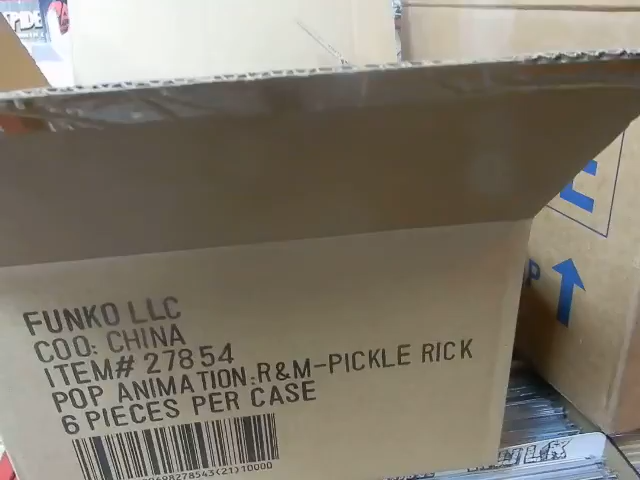 FUNKO LLC
COO: CHINA
ITEM# 27854
POP ANIMATION:R&M-PICKLE RICK
6 PIECES PER CASE
P